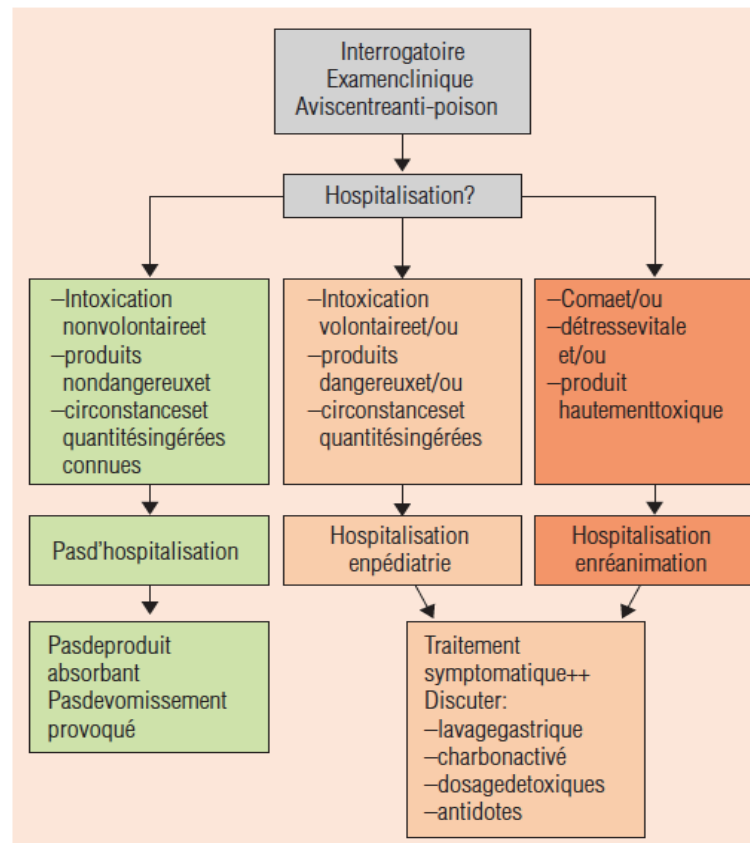 Interrogatoire
Examenclinique
Aviscentreanti-poison
Hospitalisation?
–Intoxication
nonvolontaireet
–produits
nondangereuxet
–circonstanceset
quantitésingérées
connues
–Intoxication
volontaireet/ou
–produits
dangereuxet/ou
–circonstanceset
quantitésingérées
–Comaet/ou
–détressevitale
et/ou
–produit
hautementtoxique
Pasd'hospitalisation
Hospitalisation
enpédiatrie
Hospitalisation
enréanimation
Pasdeproduit
absorbant
Pasdevomissement
provoqué
Traitement
symptomatique++
Discuter:
–lavagegastrique
–charbonactivé
–dosagedetoxiques
–antidotes